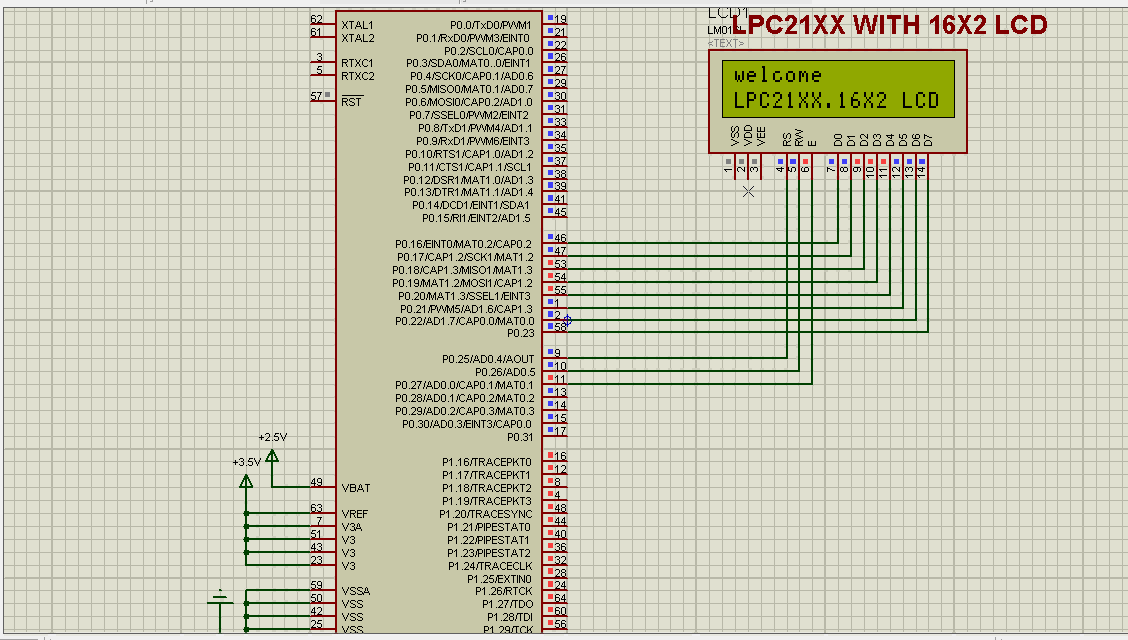 LCD1
LM016L
<TEXT>
LPC21XX WITH 16X2 LCD
welcome
LPC21XX.16X2 LCD
VSS VDD VEE RS RW E D0 D1 D2 D3 D4 D5 D6 D7
1 2 3 4 5 6 7 8 9 10 11 12 13 14
62 XTAL1 P0.0/TxD0/PWM1 19
61 XTAL2 P0.1/RxD0/PWM3/EINT0 21
P0.2/SCL0/CAP0.0 22
3 RTXC1 P0.3/SDA0/MAT0..0/EINT1 26
5 RTXC2 P0.4/SCK0/CAP0.1/AD0.6 27
P0.5/MISO0/MAT0.1/AD0.7 29
57 RST P0.6/MOSI0/CAP0.2/AD1.0 30
P0.7/SSEL0/PWM2/EINT2 31
P0.8/TxD1/PWM4/AD1.1 33
P0.9/RxD1/PWM6/EINT3 34
P0.10/RTS1/CAP1.0/AD1.2 35
P0.11/CTS1/CAP1.1/SCL1 37
P0.12/DSR1/MAT1.0/AD1.3 38
P0.13/DTR1/MAT1.1/AD1.4 39
P0.14/DCD1/EINT1/SDA1 41
P0.15/RI1/EINT2/AD1.5 45
P0.16/EINT0/MAT0.2/CAP0.2 46
P0.17/CAP1.2/SCK1/MAT1.2 47
P0.18/CAP1.3/MISO1/MAT1.3 53
P0.19/MAT1.2/MOSI1/CAP1.2 54
P0.20/MAT1.3/SSEL1/EINT3 55
P0.21/PWM5/AD1.6/CAP1.3 1
P0.22/AD1.7/CAP0.0/MAT0.0 2
P0.23 58
P0.25/AD0.4/AOUT 9
P0.26/AD0.5 10
P0.27/AD0.0/CAP0.1/MAT0.1 11
P0.28/AD0.1/CAP0.2/MAT0.2 13
P0.29/AD0.2/CAP0.3/MAT0.3 14
P0.30/AD0.3/EINT3/CAP0.0 15
P0.31 17
+2.5V
+3.5V
P1.16/TRACEPKT0 16
P1.17/TRACEPKT1 12
49 VBAT P1.18/TRACEPKT2 8
P1.19/TRACEPKT3 4
63 VREF P1.20/TRACESYNC 48
7 V3A P1.21/PIPESTAT0 44
51 V3 P1.22/PIPESTAT1 40
43 V3 P1.23/PIPESTAT2 36
23 V3 P1.24/TRACECLK 32
P1.25/EXTIN0 28
59 VSSA P1.26/RTCK 24
50 VSS P1.27/TDO 64
42 VSS P1.28/TDI 60
25 VSS P1.29/TCK 56